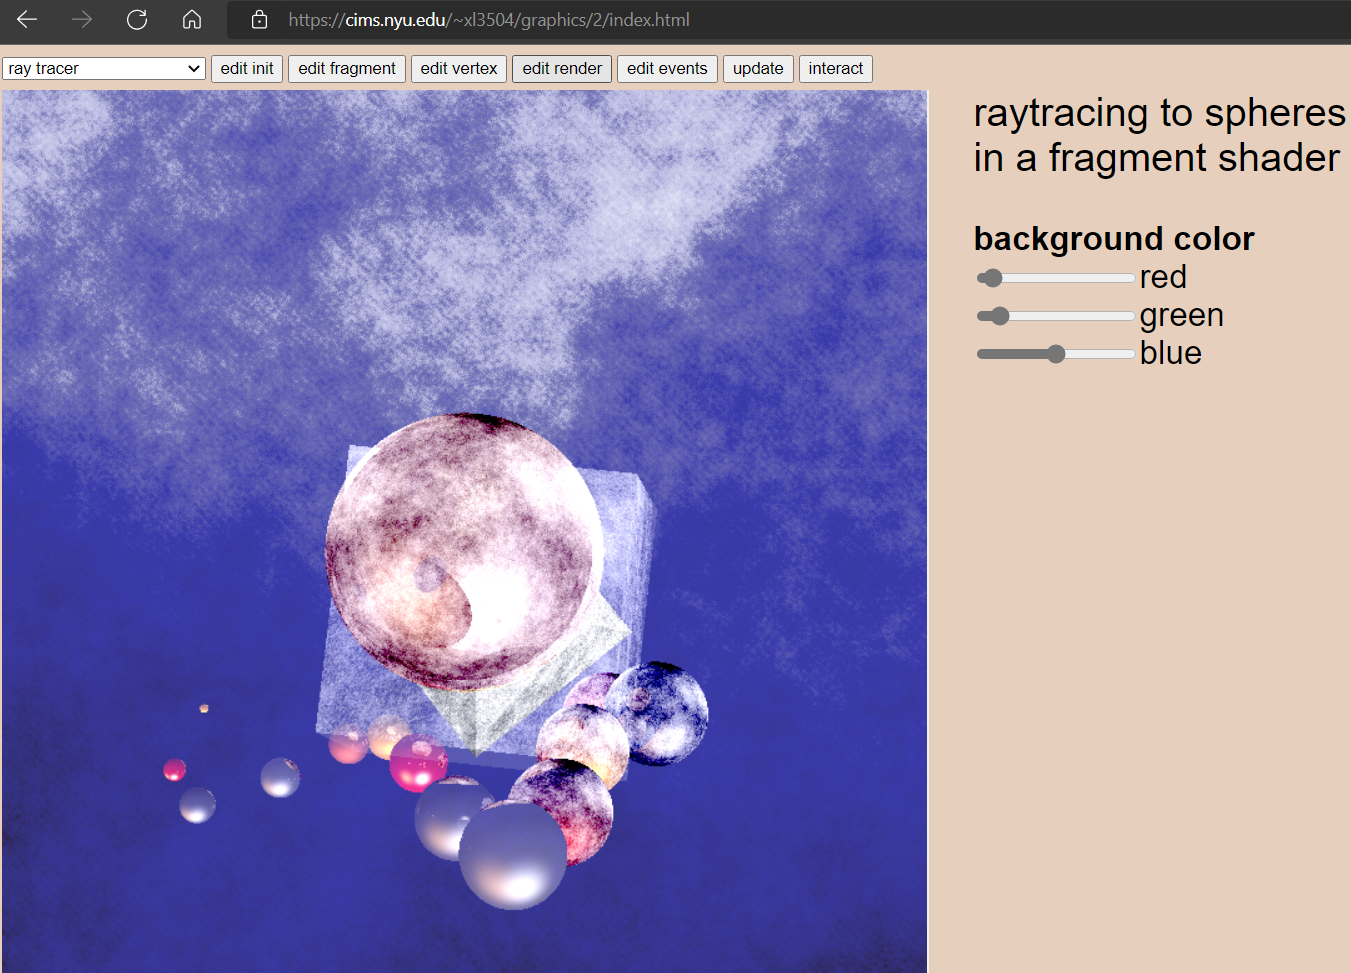 https://cims.nyu.edu/~xl3504/graphics/2/index.html
ray tracer edit init edit fragment edit vertex edit render edit events update interact
raytracing to spheres
in a fragment shader
background color
red
green
blue